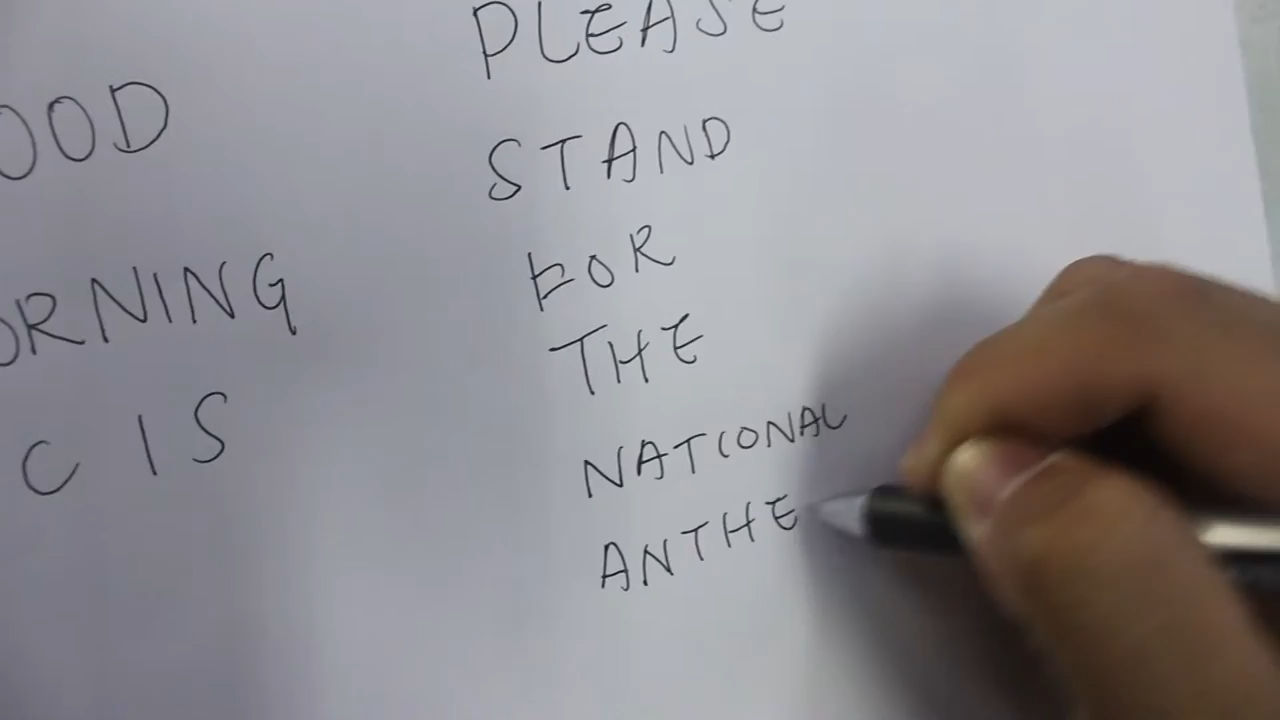 OOD
ORNING
C IS
PLEASE
STAND
FOR
THE
NATIONAL
ANTHE